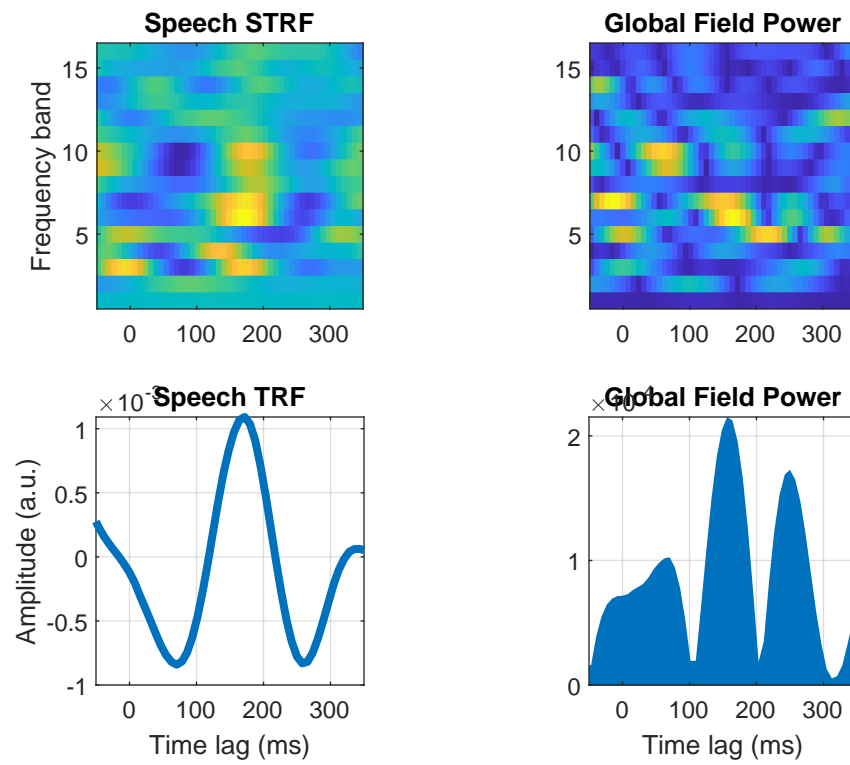 Speech STRF
Global Field Power
Frequency band
15
10
5
0 100 200 300
15
10
5
0 100 200 300
Speech TRF
Global Field Power
×10
×10
Amplitude (a.u.)
1
0.5
0
-0.5
-1
0 100 200 300
Time lag (ms)
2
1
0
0 100 200 300
Time lag (ms)